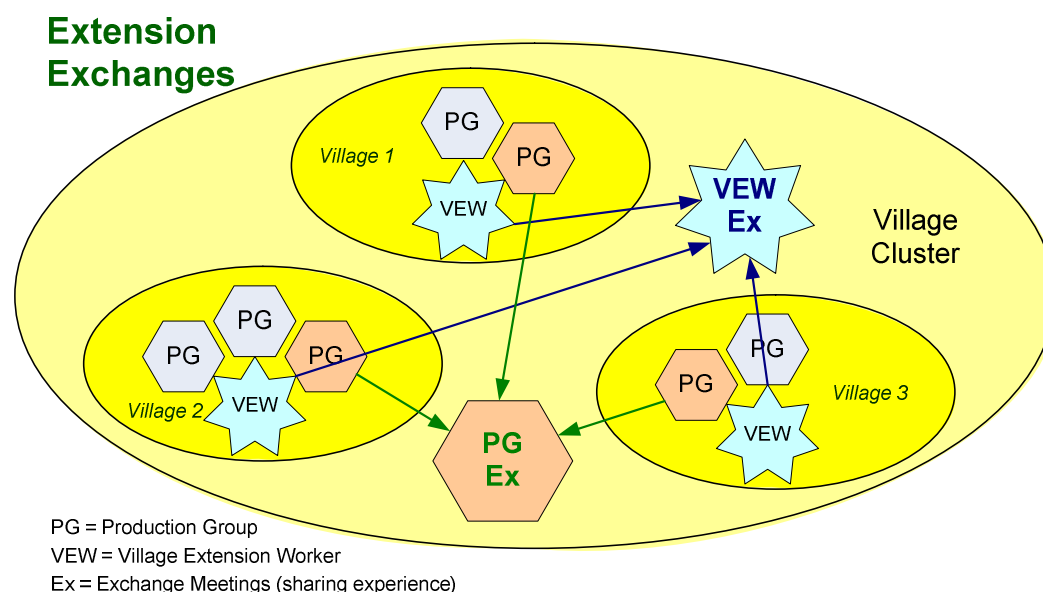 Extension
Exchanges
PG
Village 1
PG
VEW
VEW
Ex
Village
Cluster
PG
PG
PG
Village 2
VEW
PG
PG
Village 3
VEW
PG
Ex
PG = Production Group
VEW = Village Extension Worker
Ex = Exchange Meetings (sharing experience)